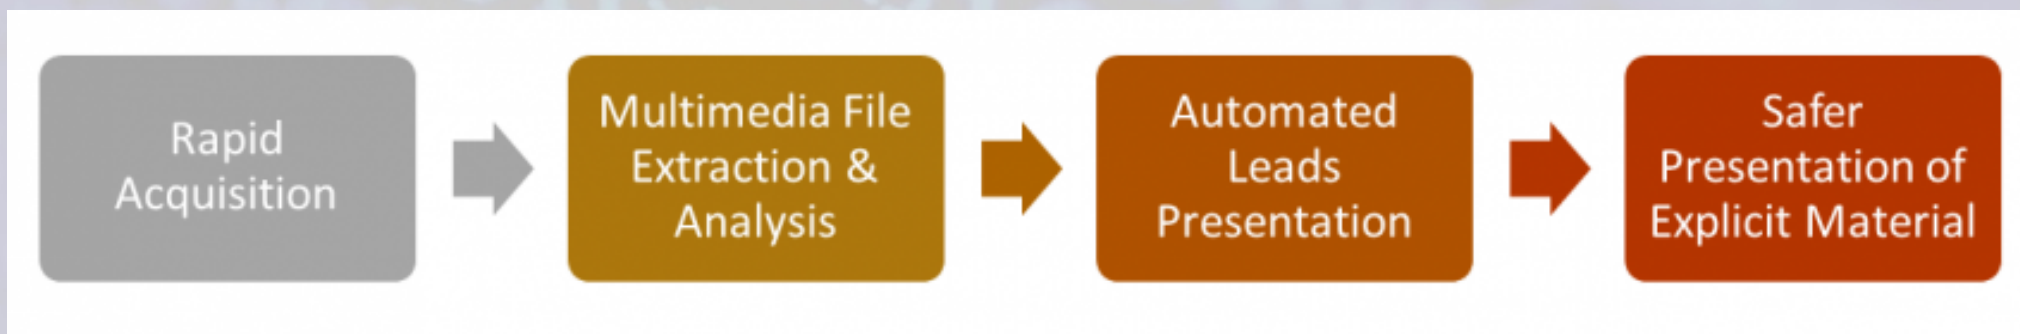 Rapid
Acquisition
Multimedia File
Extraction &
Analysis
Automated
Leads
Presentation
Safer
Presentation of
Explicit Material